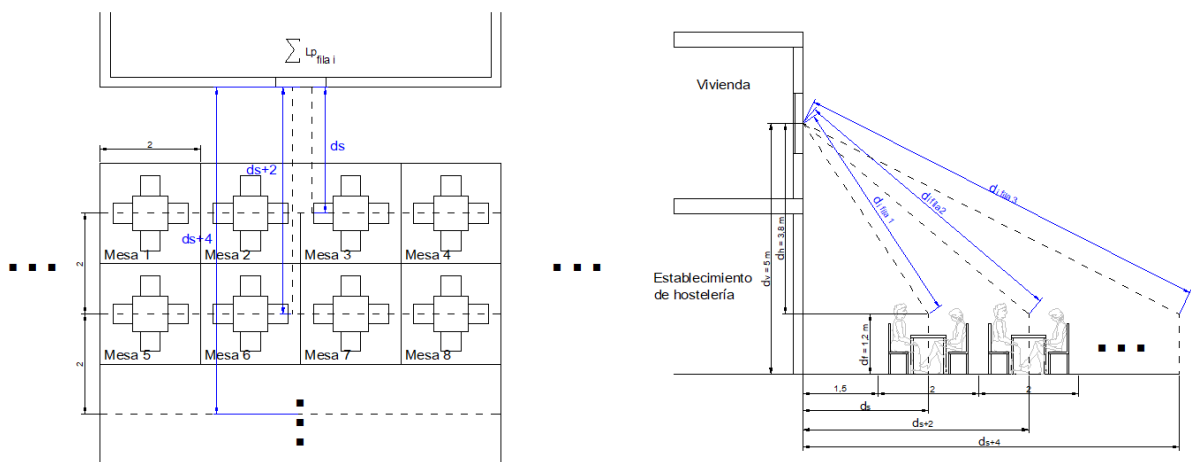 ∑ Lp fila i
2
ds
ds+2
ds+4
Mesa 1
Mesa 2
Mesa 3
Mesa 4
2
Mesa 5
Mesa 6
Mesa 7
Mesa 8
2
Vivienda
Establecimiento
de hostelería
dv = 5 m
dh = 3,8 m
df = 1,2 m
di fila 1
di fila2
di fila 3
1,5
2
2
ds
ds+2
ds+4